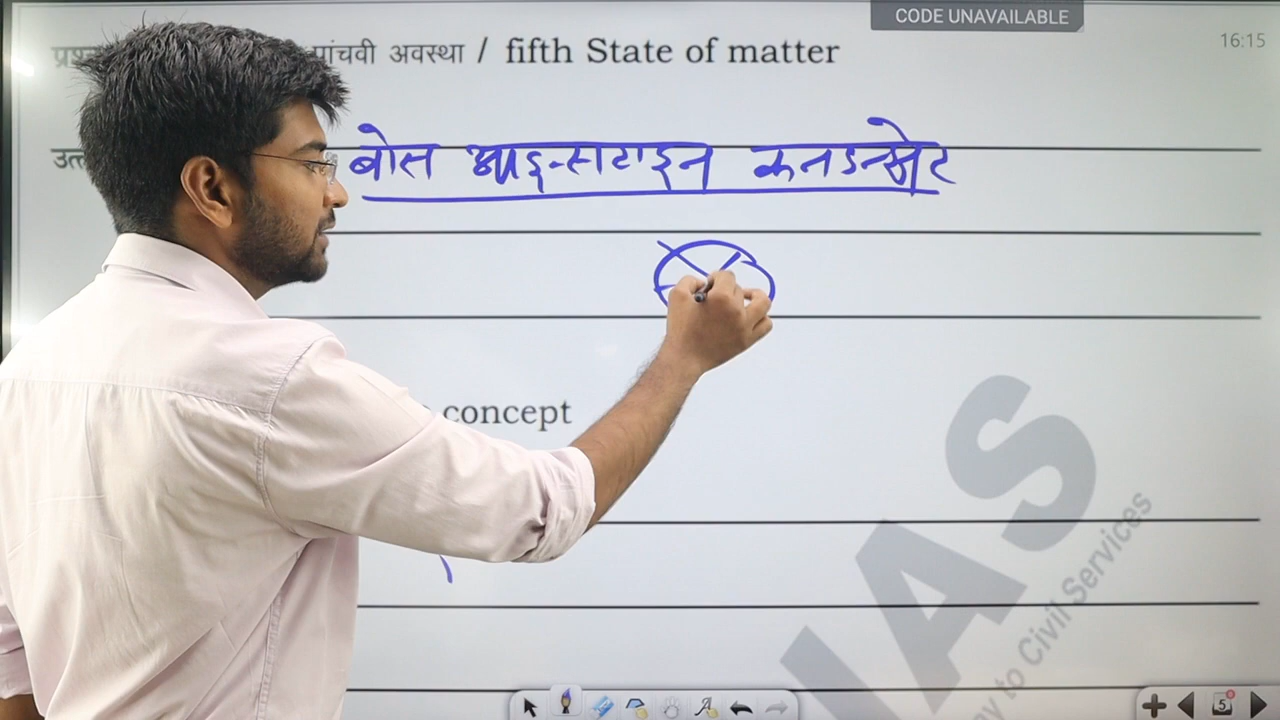 CODE UNAVAILABLE
16:15
पांचवी अवस्था / fifth State of matter
बोस आइन्सटाइन कनडन्सेट
concept
IAS
to Civil Services
5